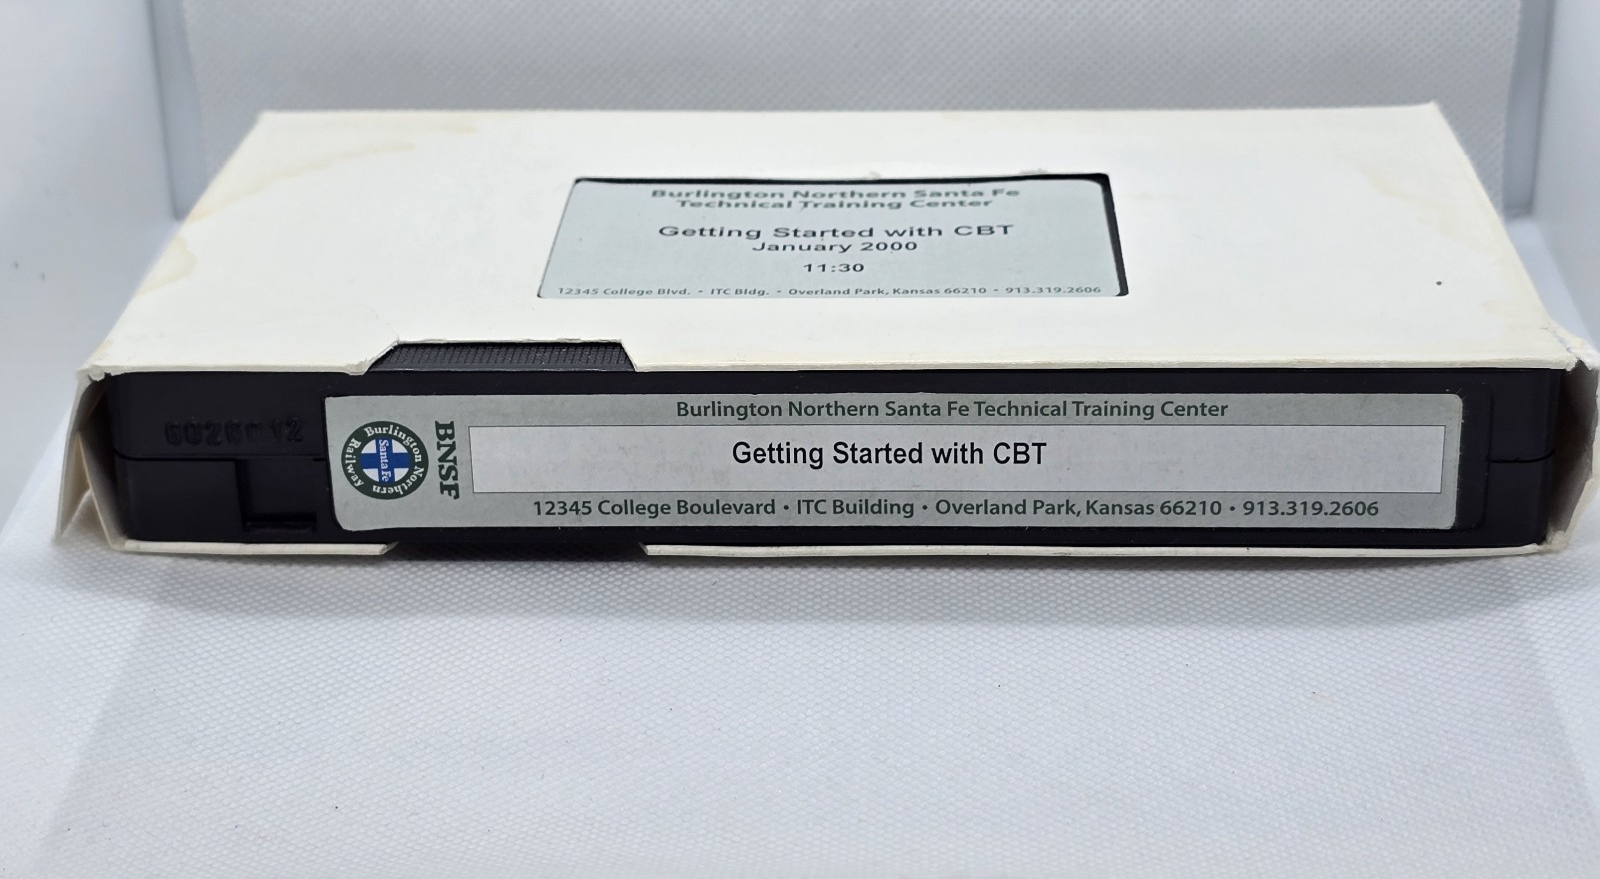 Burlington Northern Santa Fe
Technical Training Center
Getting Started with CBT
January 2000
11:30
12345 College Blvd. • ITC Bldg. • Overland Park, Kansas 66210 • 913.319.2606
Burlington Northern Santa Fe Technical Training Center
Burlington Northern
Santa Fe
Railway
BNSF
Getting Started with CBT
12345 College Boulevard • ITC Building • Overland Park, Kansas 66210 • 913.319.2606